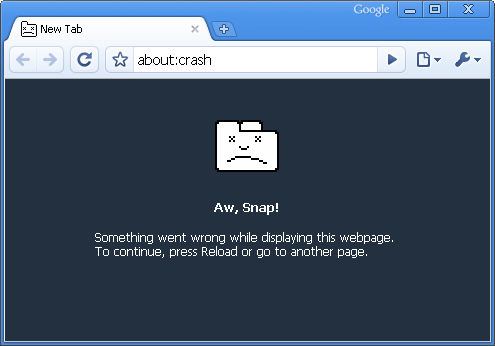 Google
New Tab
about:crash
Aw, Snap!
Something went wrong while displaying this webpage.
To continue, press Reload or go to another page.